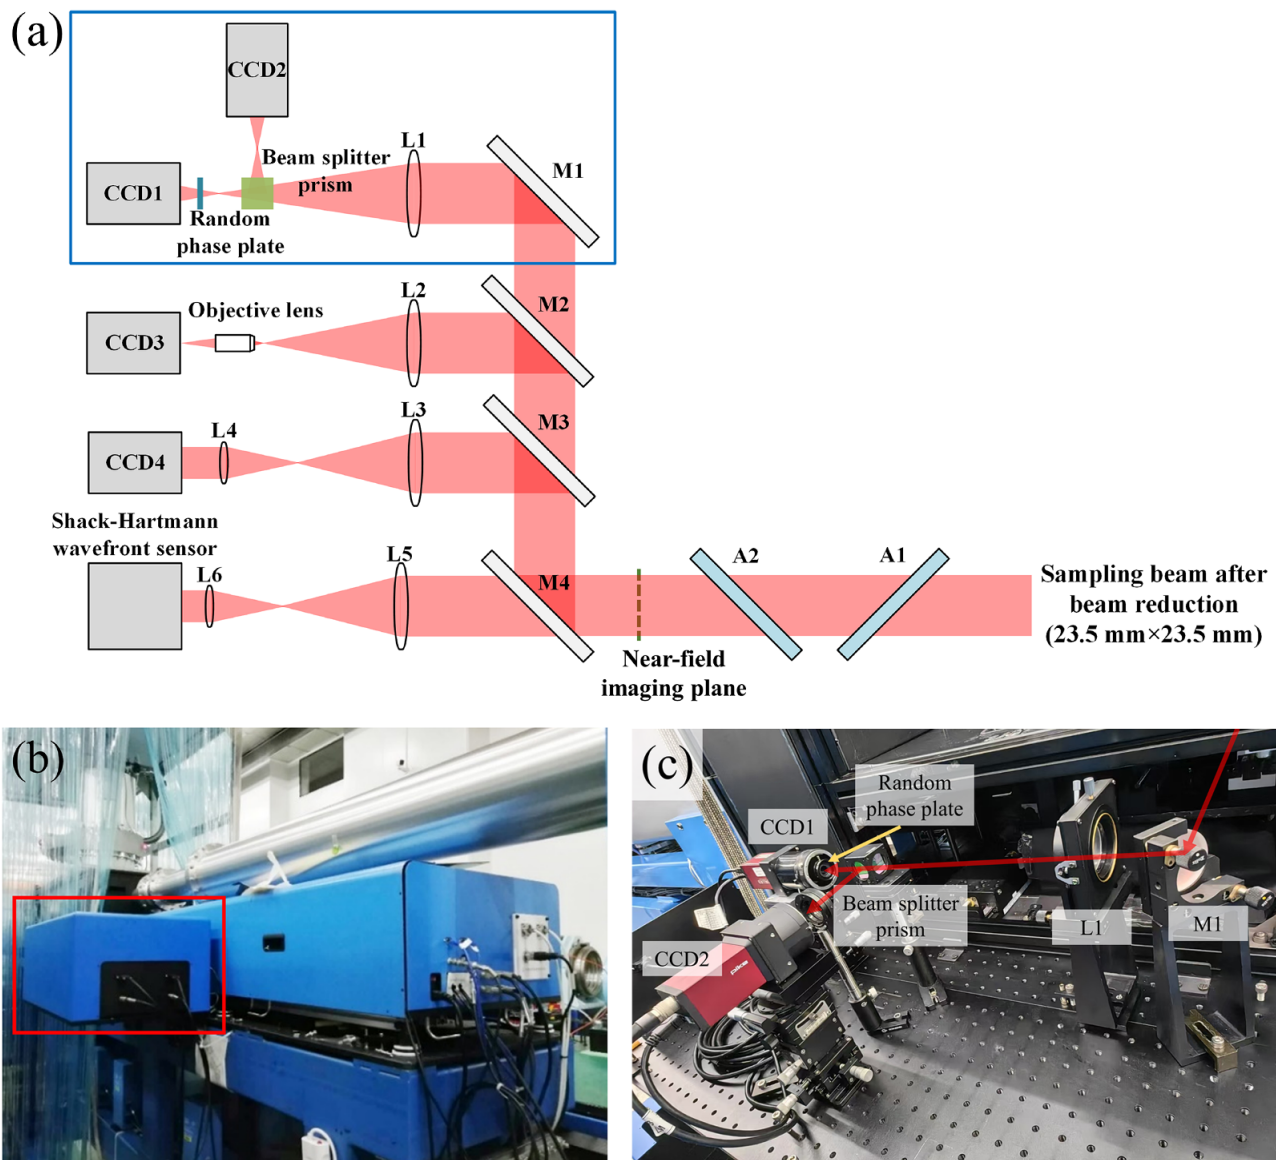 (a)
CCD2
L1
Beam splitter
prism
M1
CCD1
Random
phase plate
L2
M2
Objective lens
CCD3
L3
M3
L4
CCD4
Shack-Hartmann
wavefront sensor
L5
L6
M4
A2
A1
Sampling beam after
beam reduction
(23.5 mm×23.5 mm)
Near-field
imaging plane
(b)
(c)
Random
phase plate
CCD1
Beam splitter
prism
L1
M1
CCD2